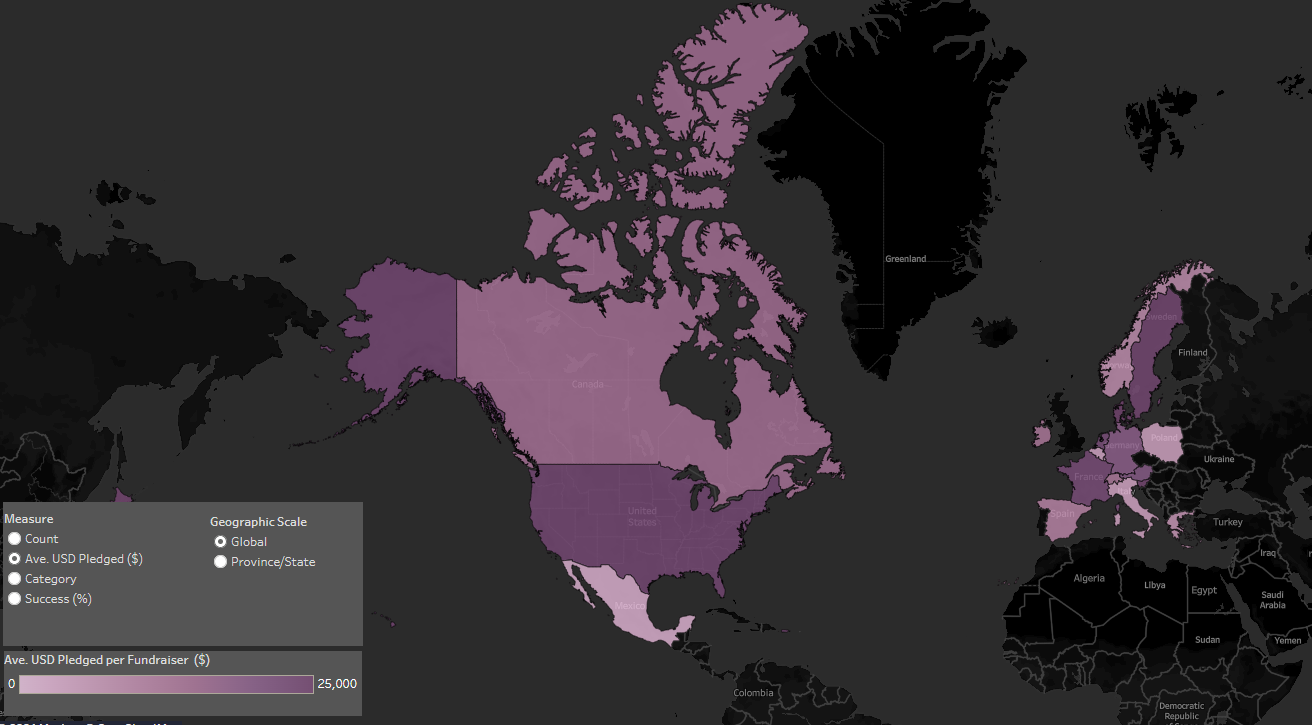 Greenland
Sweden
Finland
Canada
Poland
Germany
Ukraine
France
Measure
Geographic Scale
Count
Global
Ave. USD Pledged ($)
Province/State
Category
Success (%)
United
States
Spain
Turkey
Iraq
Algeria
Libya
Egypt
Saudi
Arabia
Mexico
Sudan
Yemen
Ave. USD Pledged per Fundraiser ($)
0
25,000
Colombia
Democratic
Republic